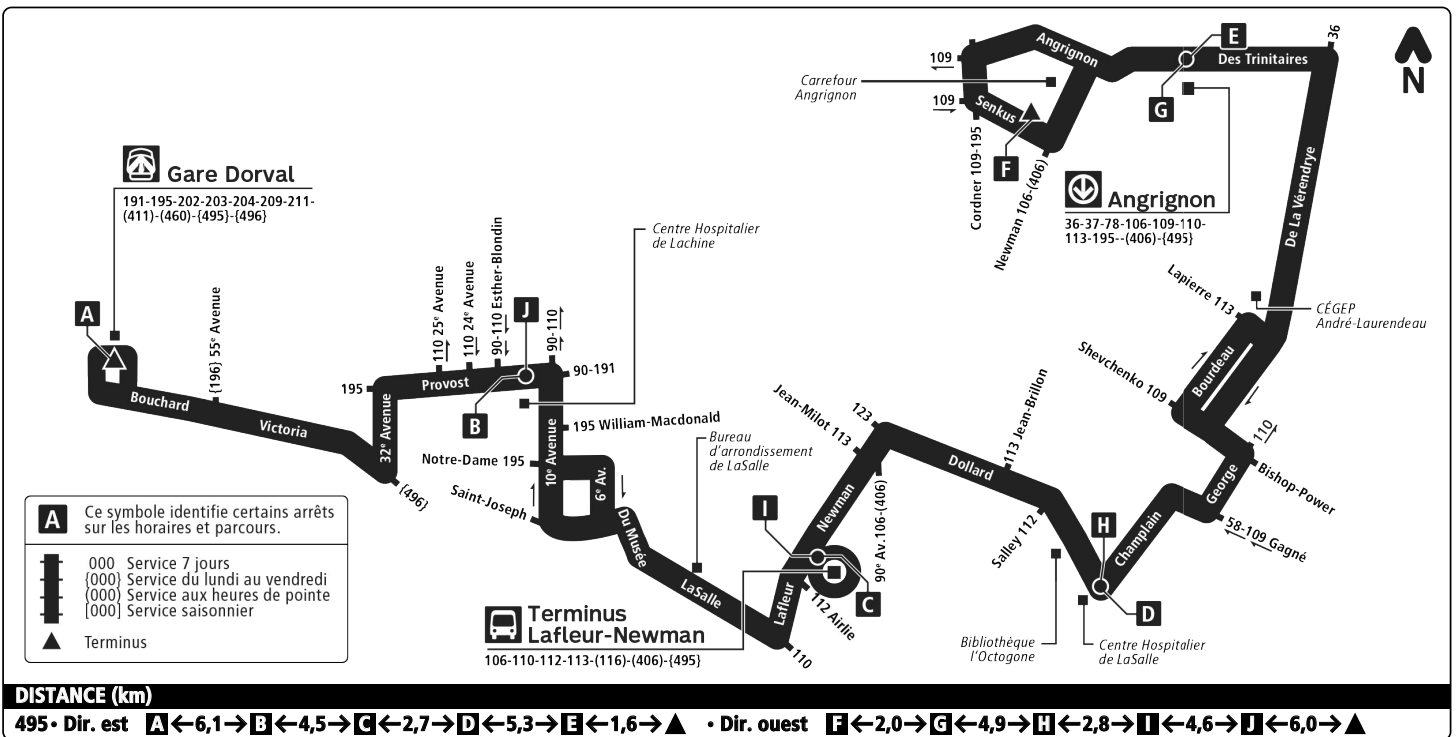 Gare Dorval
191-195-202-203-204-209-211-
(411)-(460)-{495}-{496}
A
Bouchard
{196} 55e Avenue
Victoria
{496}
32e Avenue
195
Provost
110 25e Avenue
110 24e Avenue
90-110 Esther-Blondin
J
B
90-110
90-191
Centre Hospitalier
de Lachine
195 William-Macdonald
10e Avenue
Notre-Dame 195
Saint-Joseph
6e Av.
Du Musée
Bureau
d'arrondissement
de LaSalle
LaSalle
110
Lafleur
112 Airlie
I
C
Terminus
Lafleur-Newman
106-110-112-113-(116)-(406)-{495}
Newman
90e Av.106-(406)
Jean-Milot 113
123
Dollard
113 Jean-Brillon
Salley 112
Bibliothèque
l'Octogone
H
D
Centre Hospitalier
de LaSalle
Champlain
58-109 Gagné
George
Bishop-Power
110
Shevchenko 109
Bourdeau
Lapierre 113
CÉGEP
André-Laurendeau
De La Vérendrye
36
Des Trinitaires
E
G
Angrignon
36-37-78-106-109-110-
113-195--(406)-{495}
Angrignon
Carrefour
Angrignon
109
109
Senkus
F
Cordner 109-195
Newman 106-(406)
N
A
Ce symbole identifie certains arrêts
sur les horaires et parcours.
000 Service 7 jours
{000} Service du lundi au vendredi
(000) Service aux heures de pointe
[000] Service saisonnier
▲ Terminus
DISTANCE (km)
495 • Dir. est A ←6,1→ B ←4,5→ C ←2,7→ D ←5,3→ E ←1,6→ ▲ • Dir. ouest F ←2,0→ G ←4,9→ H ←2,8→ I ←4,6→ J ←6,0→ ▲